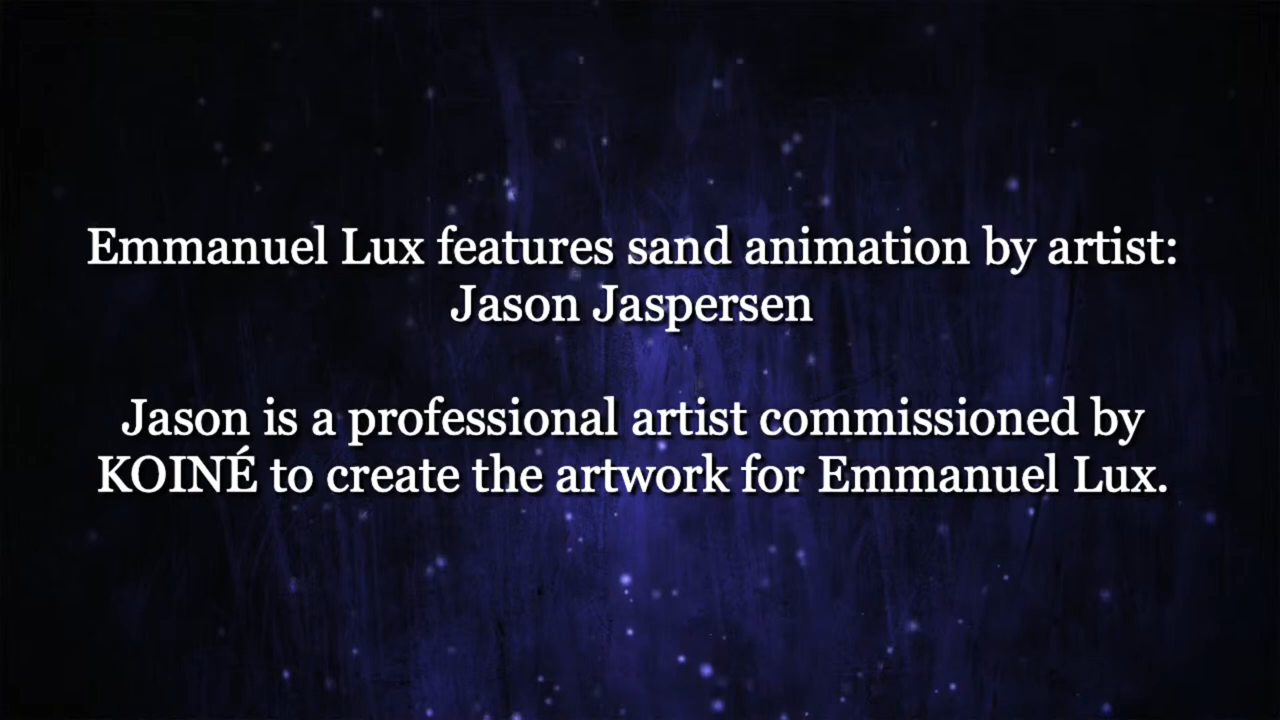 Emmanuel Lux features sand animation by artist:
Jason Jaspersen
Jason is a professional artist commissioned by
KOINÉ to create the artwork for Emmanuel Lux.